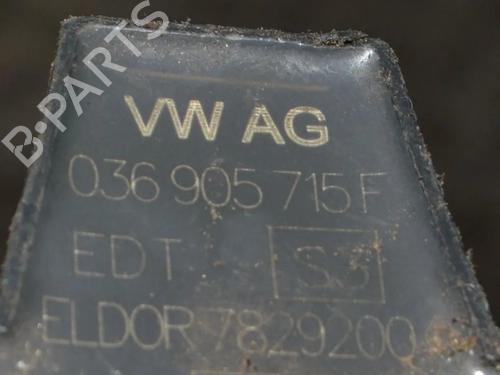 B-PARTS
VW AG
036 905 715 F
EDT S3
ELDOR 7829200